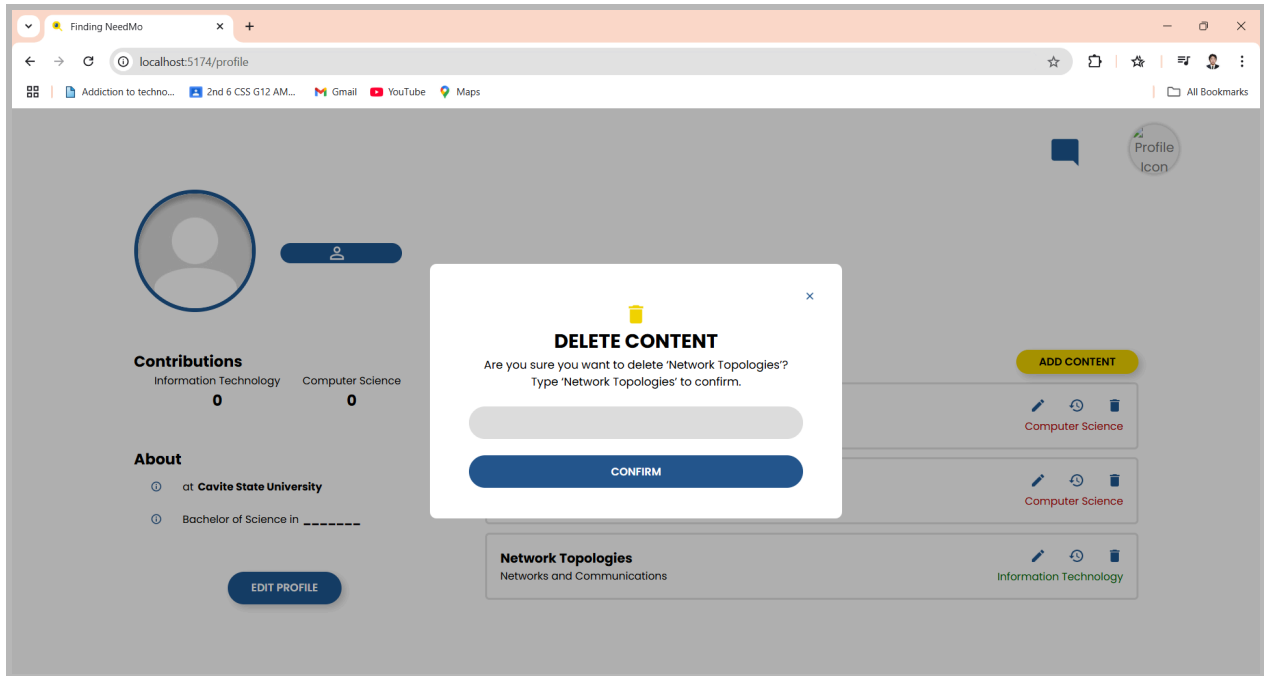 Finding NeedMo
localhost:5174/profile
Addiction to techno... 2nd 6 CSS G12 AM... Gmail YouTube Maps All Bookmarks
Profile
Icon
Contributions
Information Technology Computer Science
0 0
About
at Cavite State University
Bachelor of Science in _______
EDIT PROFILE
DELETE CONTENT
Are you sure you want to delete ‘Network Topologies’?
Type ‘Network Topologies’ to confirm.
CONFIRM
ADD CONTENT
Computer Science
Computer Science
Network Topologies
Networks and Communications
Information Technology